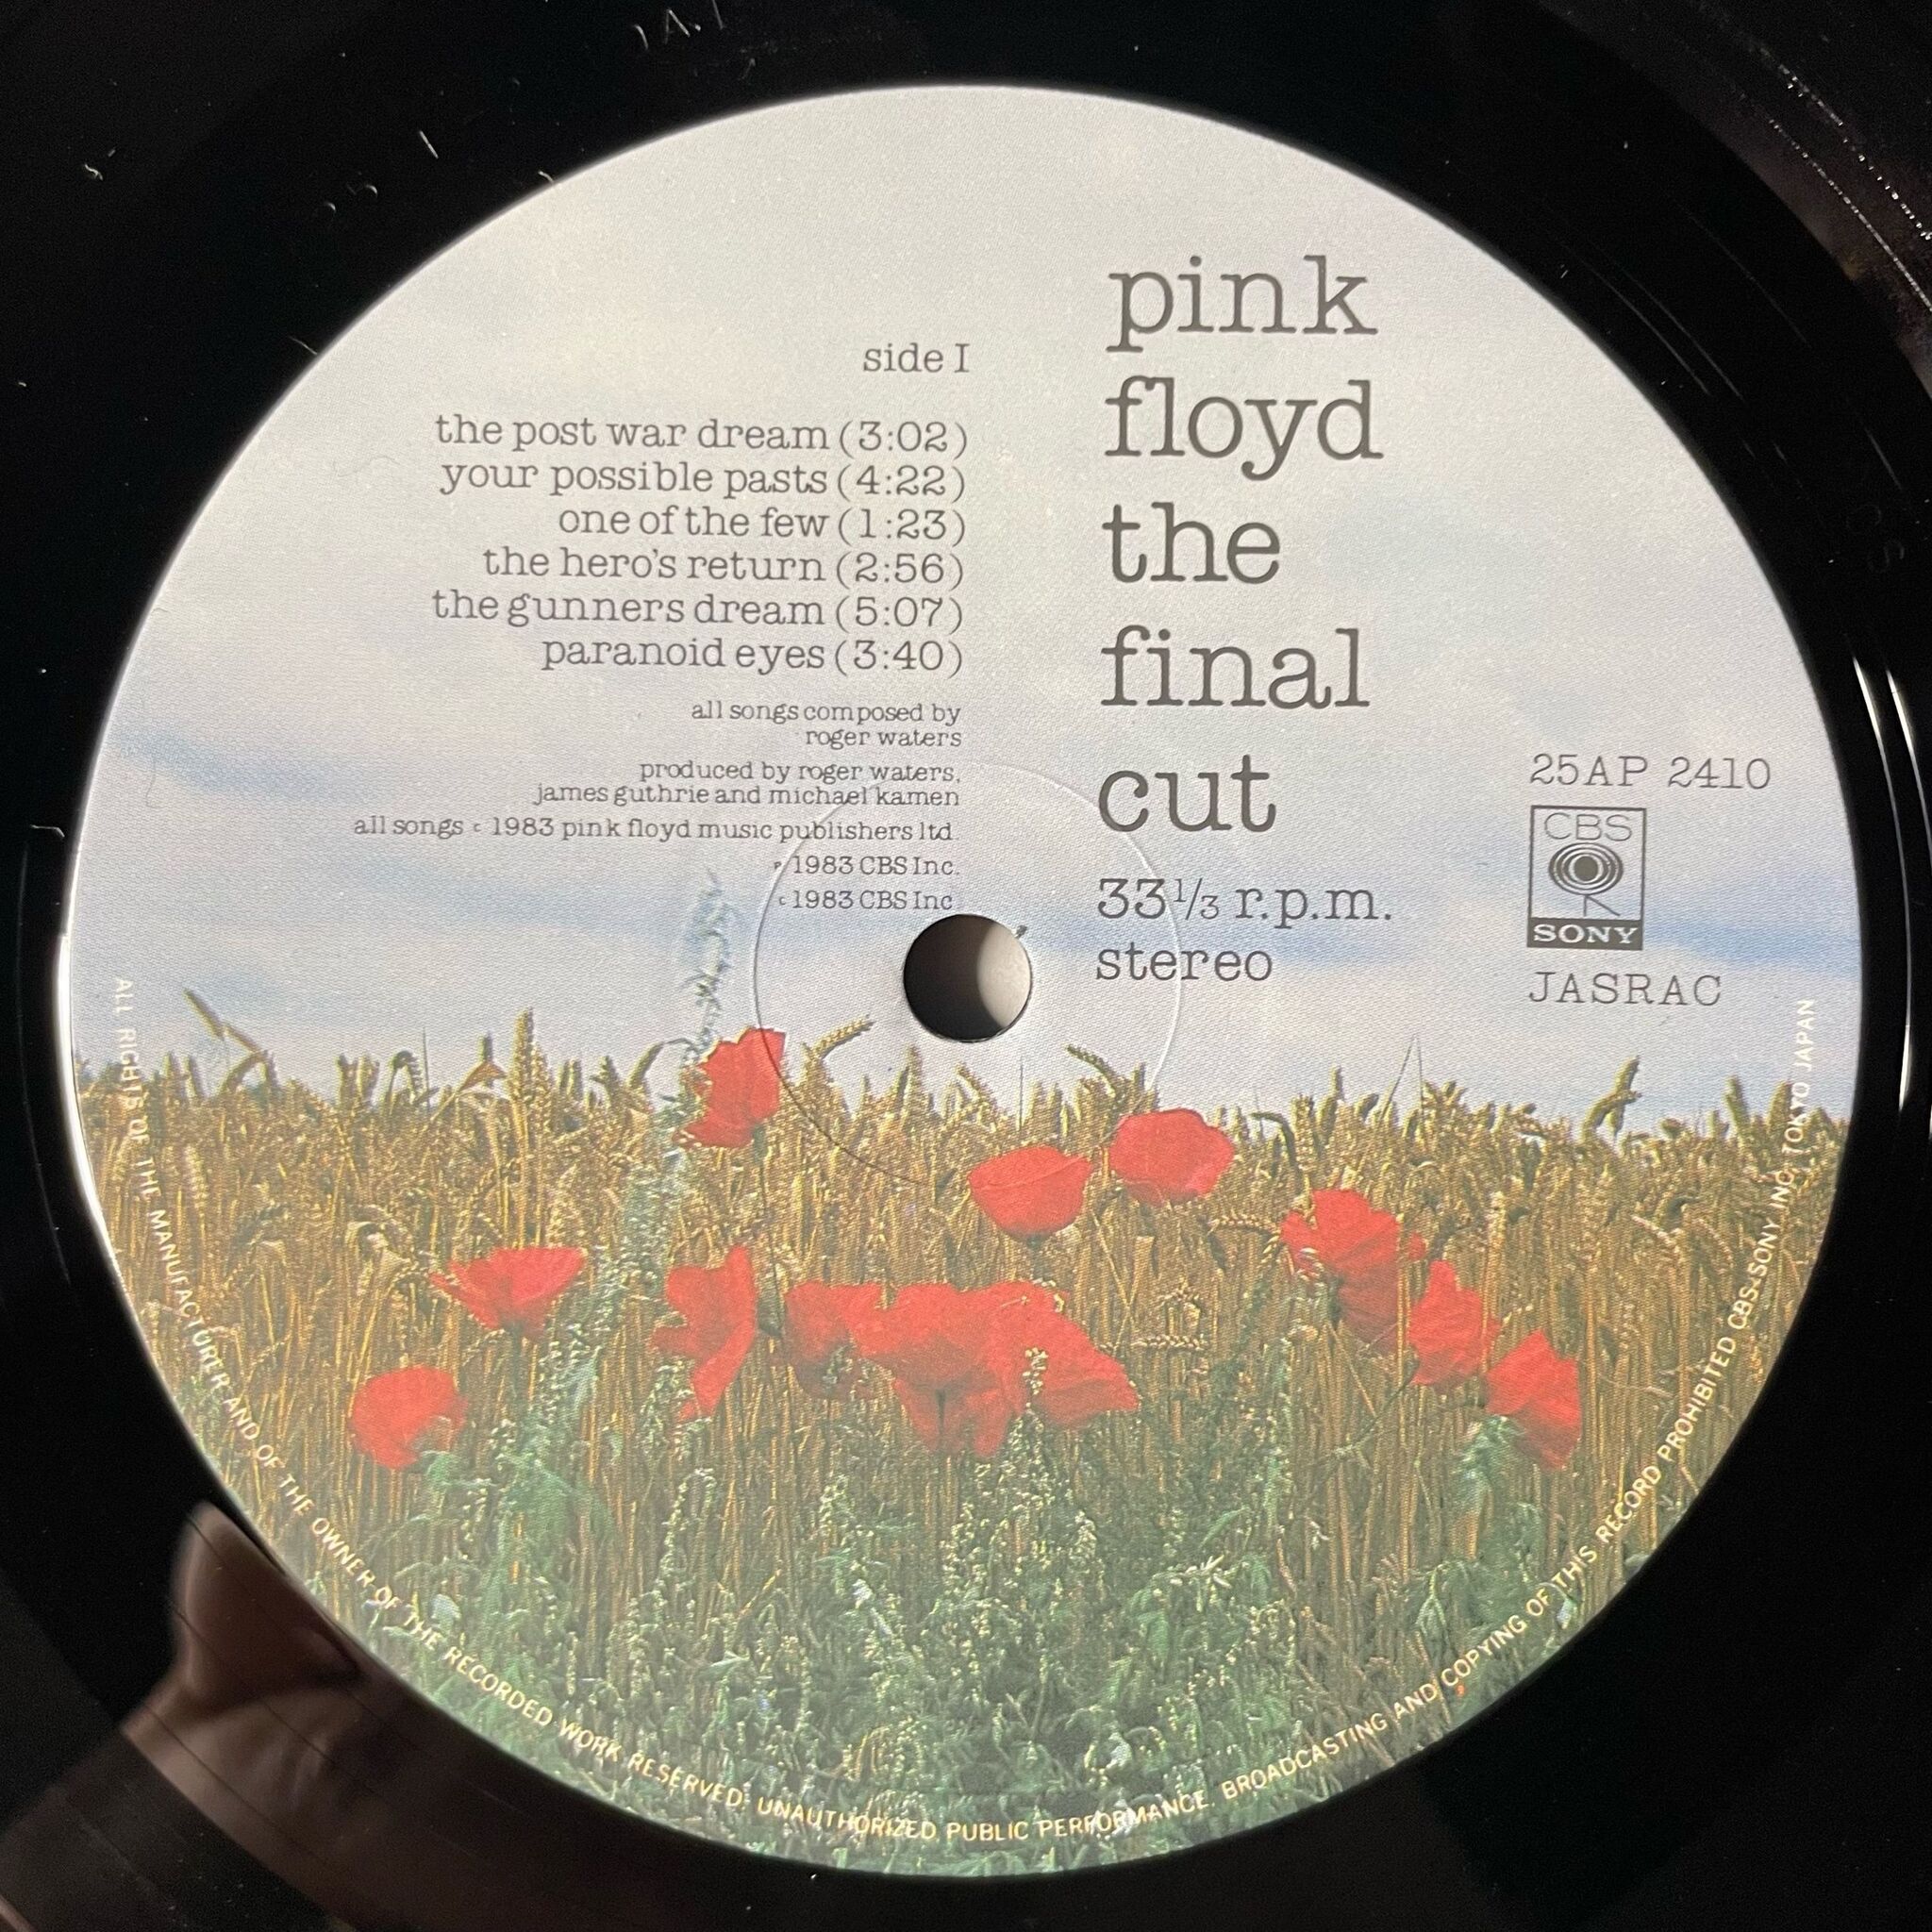 side I
the post war dream (3:02)
your possible pasts (4:22)
one of the few (1:23)
the hero's return (2:56)
the gunners dream (5:07)
paranoid eyes (3:40)
all songs composed by
roger waters
produced by roger waters,
james guthrie and michael kamen
all songs c 1983 pink floyd music publishers ltd.
P 1983 CBS Inc.
c 1983 CBS Inc
pink
floyd
the
final
cut
33 1/3 r.p.m.
stereo
25AP 2410
CBS
SONY
JASRAC
ALL RIGHTS OF THE MANUFACTURER AND OF THE OWNER OF THE RECORDED WORK RESERVED. UNAUTHORIZED PUBLIC PERFORMANCE BROADCASTING AND COPYING OF THIS RECORD PROHIBITED CBS-SONY INC. TOKYO JAPAN